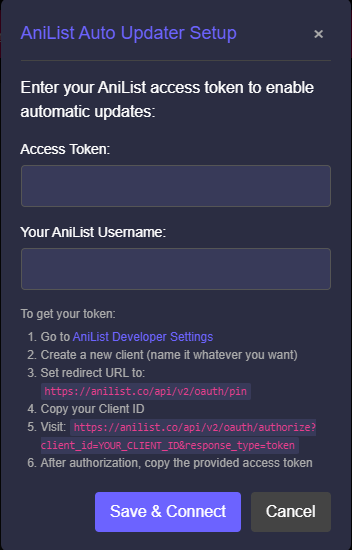 AniList Auto Updater Setup ×
Enter your AniList access token to enable
automatic updates:
Access Token:
Your AniList Username:
To get your token:
1. Go to AniList Developer Settings
2. Create a new client (name it whatever you want)
3. Set redirect URL to:
https://anilist.co/api/v2/oauth/pin
4. Copy your Client ID
5. Visit: https://anilist.co/api/v2/oauth/authorize?
client_id=YOUR_CLIENT_ID&response_type=token
6. After authorization, copy the provided access token
Save & Connect Cancel